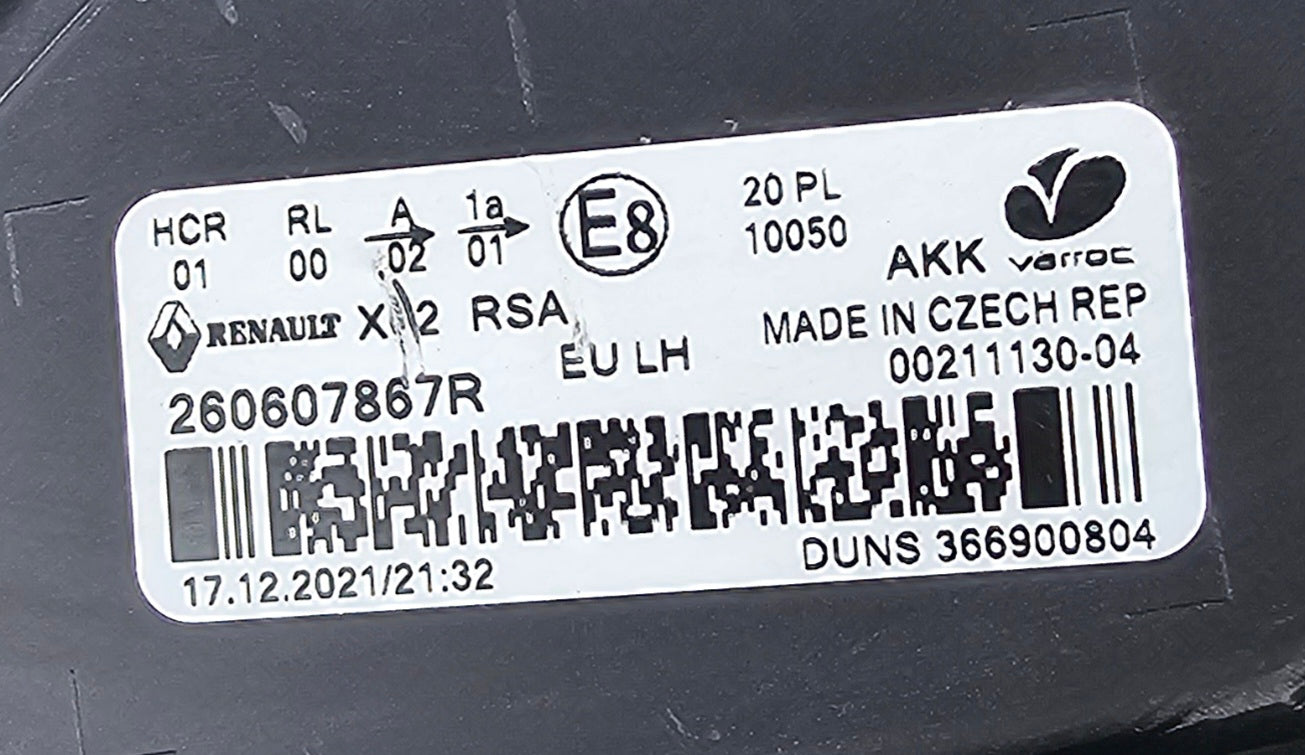 HCR RL A 1a E8 20 PL
01 00 02 01 10050
AKK varroc
RENAULT RSA
MADE IN CZECH REP
EU LH
00211130-04
260607867R
17.12.2021/21:32
DUNS 366900804